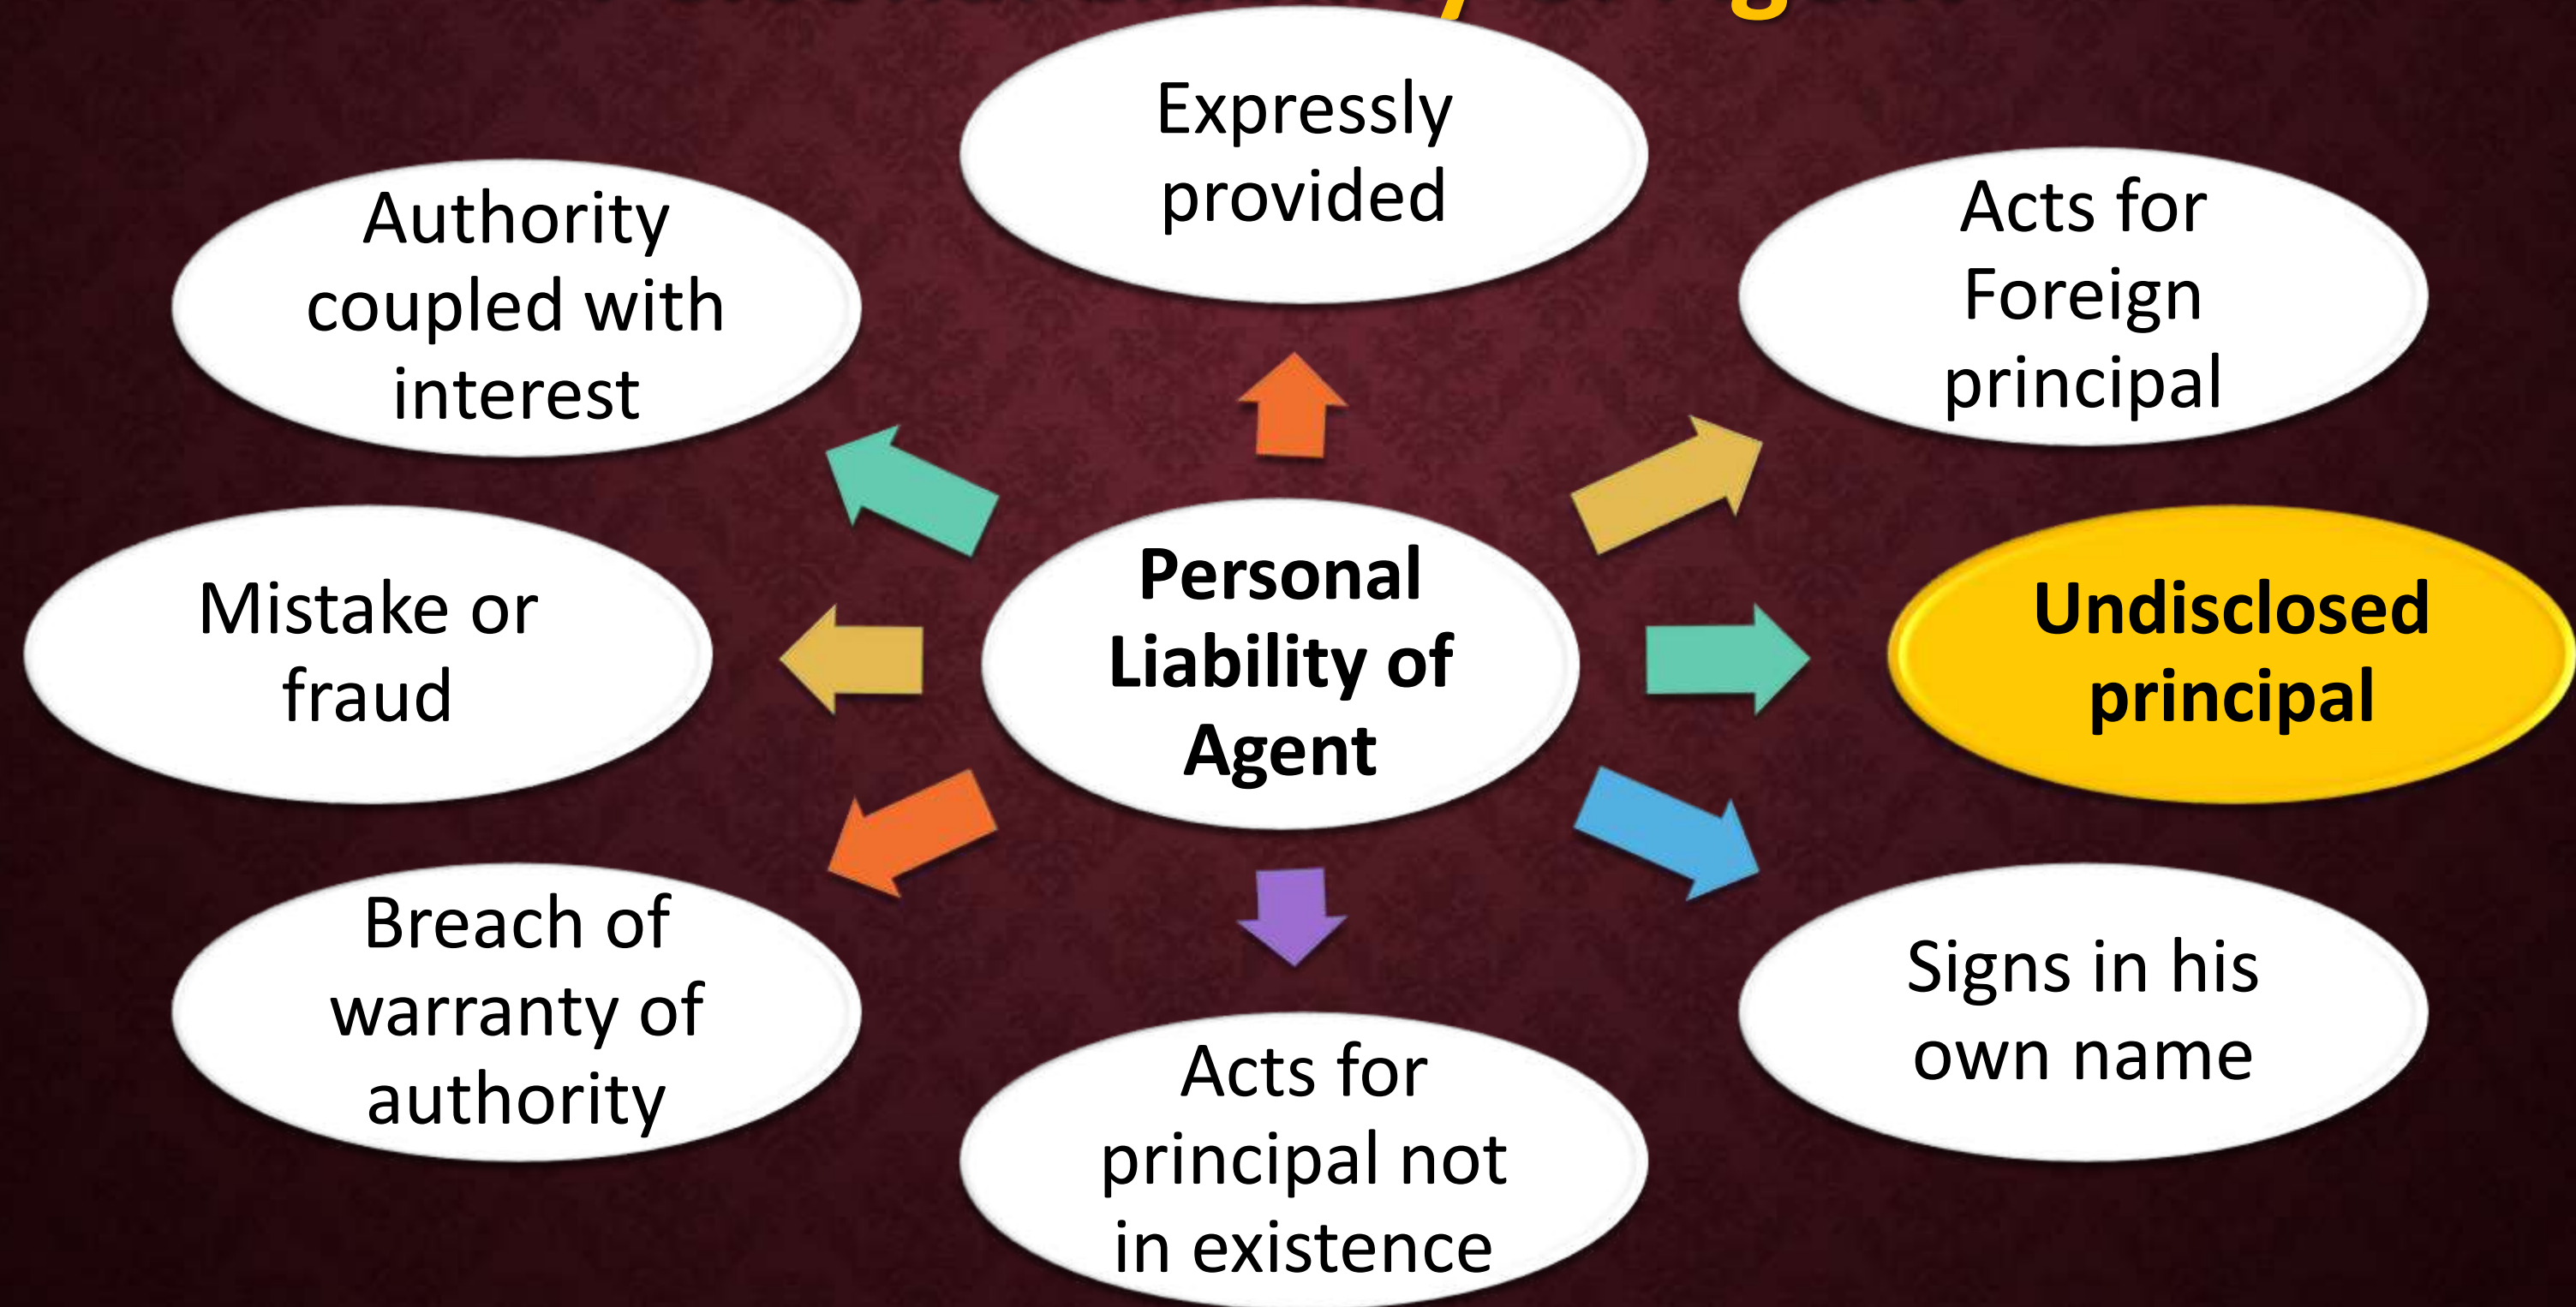 Expressly
provided
Acts for
Foreign
principal
Undisclosed
principal
Signs in his
own name
Acts for
principal not
in existence
Breach of
warranty of
authority
Mistake or
fraud
Authority
coupled with
interest
Personal
Liability of
Agent